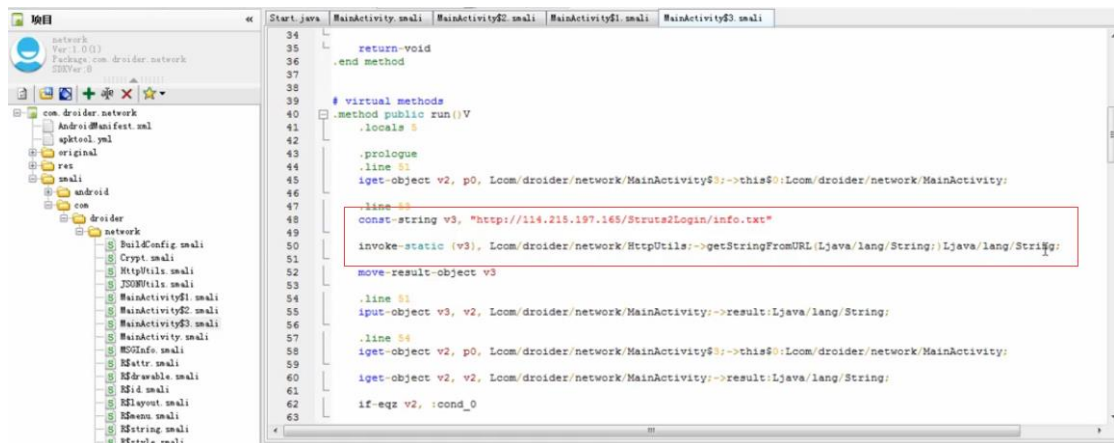 项目
«
Start.java MainActivity.smali MainActivity$2.smali MainActivity$1.smali MainActivity$3.smali
network
Ver:1.0(1)
Package:com.droider.network
SDKVer:8
com.droider.network
AndroidManifest.xml
apktool.yml
original
res
smali
android
com
droider
network
BuildConfig.smali
Crypt.smali
HttpUtils.smali
JSONUtils.smali
MainActivity$1.smali
MainActivity$2.smali
MainActivity$3.smali
MainActivity.smali
MSGInfo.smali
R$attr.smali
R$drawable.smali
R$id.smali
R$layout.smali
R$menu.smali
R$string.smali
R$style.smali
34
35 return-void
36 .end method
37
38
39 # virtual methods
40 .method public run()V
41 .locals 5
42
43 .prologue
44 .line 51
45 iget-object v2, p0, Lcom/droider/network/MainActivity$3;->this$0:Lcom/droider/network/MainActivity;
46
47 .line
48 const-string v3, "http://114.215.197.165/Struts2Login/info.txt"
49
50 invoke-static {v3}, Lcom/droider/network/HttpUtils;->getStringFromURL(Ljava/lang/String;)Ljava/lang/String;
51
52 move-result-object v3
53
54 .line 51
55 iput-object v3, v2, Lcom/droider/network/MainActivity;->result:Ljava/lang/String;
56
57 .line 54
58 iget-object v2, p0, Lcom/droider/network/MainActivity$3;->this$0:Lcom/droider/network/MainActivity;
59
60 iget-object v2, v2, Lcom/droider/network/MainActivity;->result:Ljava/lang/String;
61
62 if-eqz v2, :cond_0
63